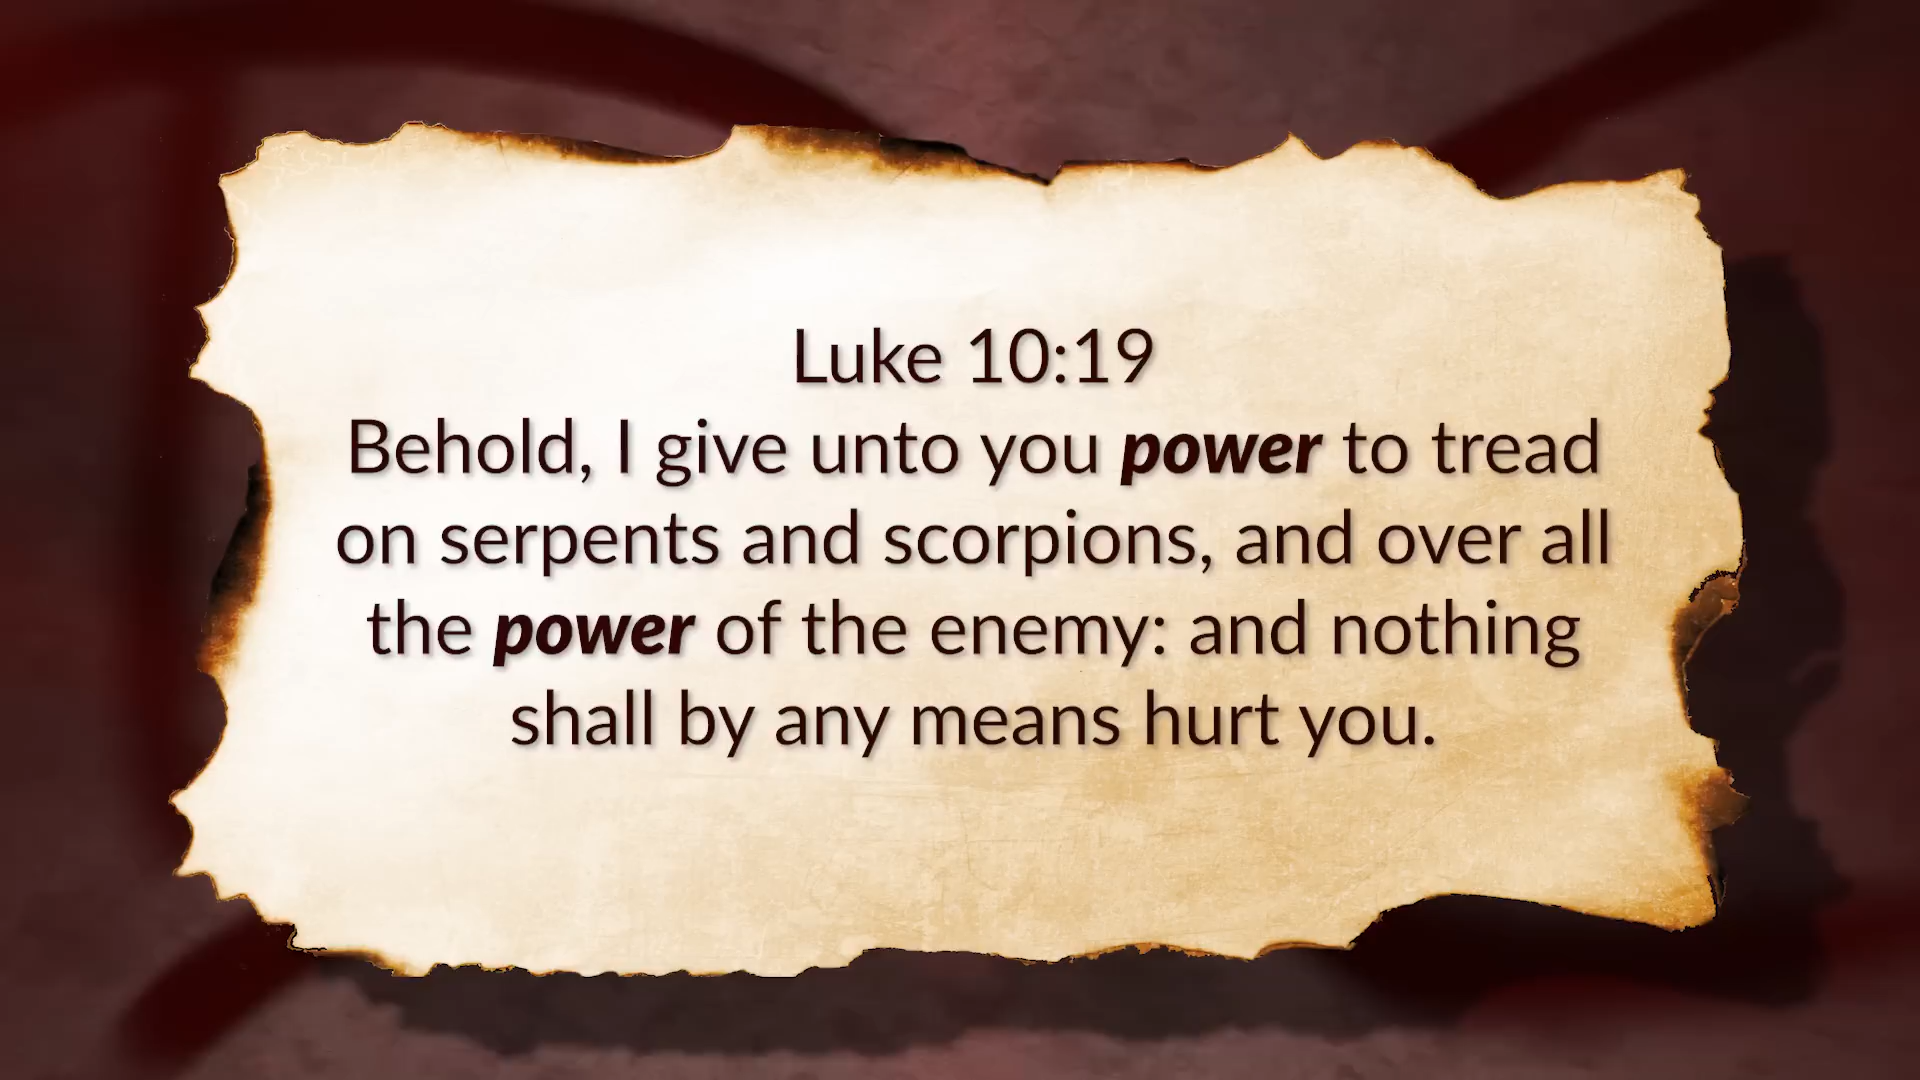 Luke 10:19
Behold, I give unto you power to tread
on serpents and scorpions, and over all
the power of the enemy: and nothing
shall by any means hurt you.